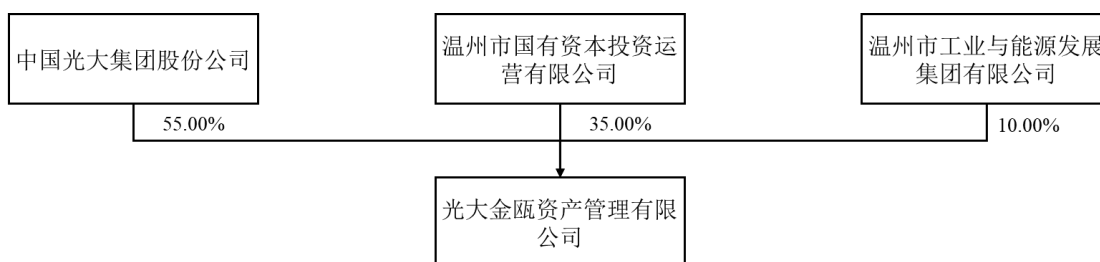 中国光大集团股份公司
温州市国有资本投资运
营有限公司
温州市工业与能源发展
集团有限公司
55.00%
35.00%
10.00%
光大金瓯资产管理有限
公司